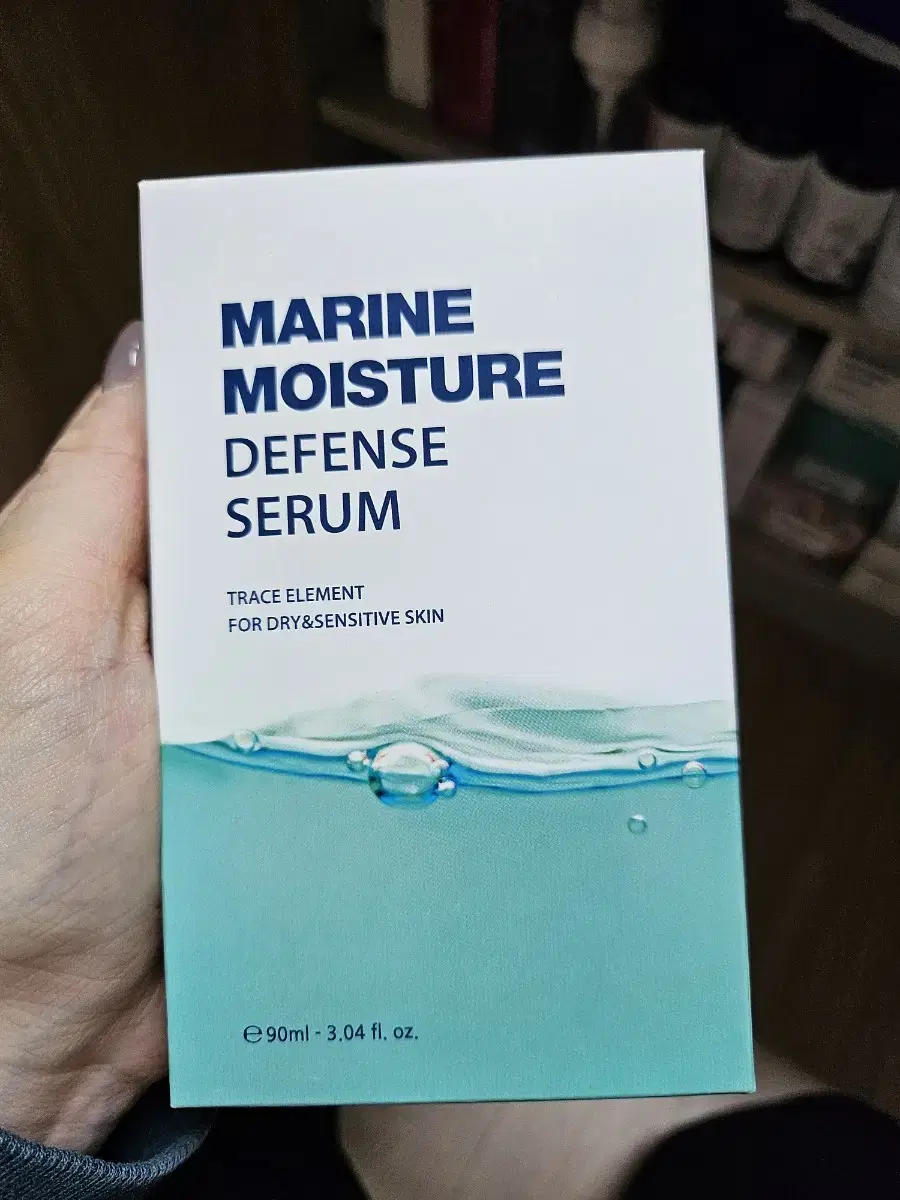 MARINE
MOISTURE
DEFENSE
SERUM
TRACE ELEMENT
FOR DRY&SENSITIVE SKIN
℮ 90ml - 3.04 fl. oz.